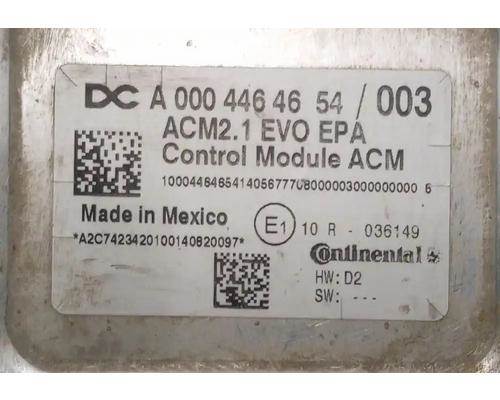 DC A 000 446 46 54 / 003
ACM2.1 EVO EPA
Control Module ACM
10004464654140567770800000300000000 6
Made in Mexico
E1 10 R - 036149
*A2C7423420100140820097*
Continental
HW: D2
SW: ---